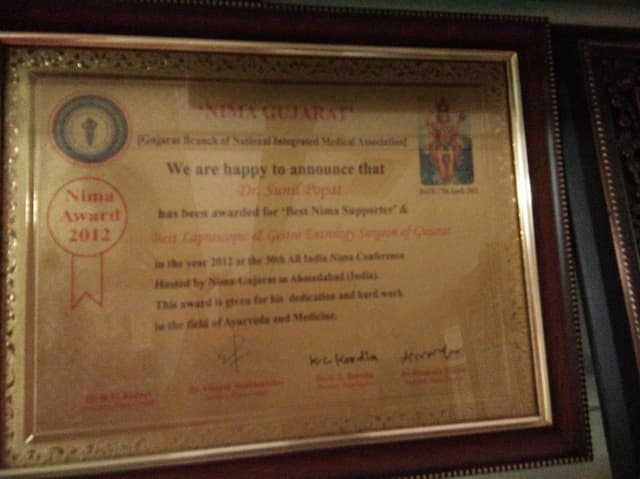 'NIMA GUJARAT'
[Gujarat Branch of National Integrated Medical Association]
We are happy to announce that
Dr. Sunil Popat
has been awarded for 'Best Nima Supporter' &
Best Laproscopic & Gestro Entrology Surgeon of Gujarat
in the year 2012 at the 30th All India Nima Conference
Hosted by Nima-Gujarat in Ahmedabad (India).
This award is given for his dedication and hard work
in the field of Ayurveda and Medicine.
Nima
Award
2012